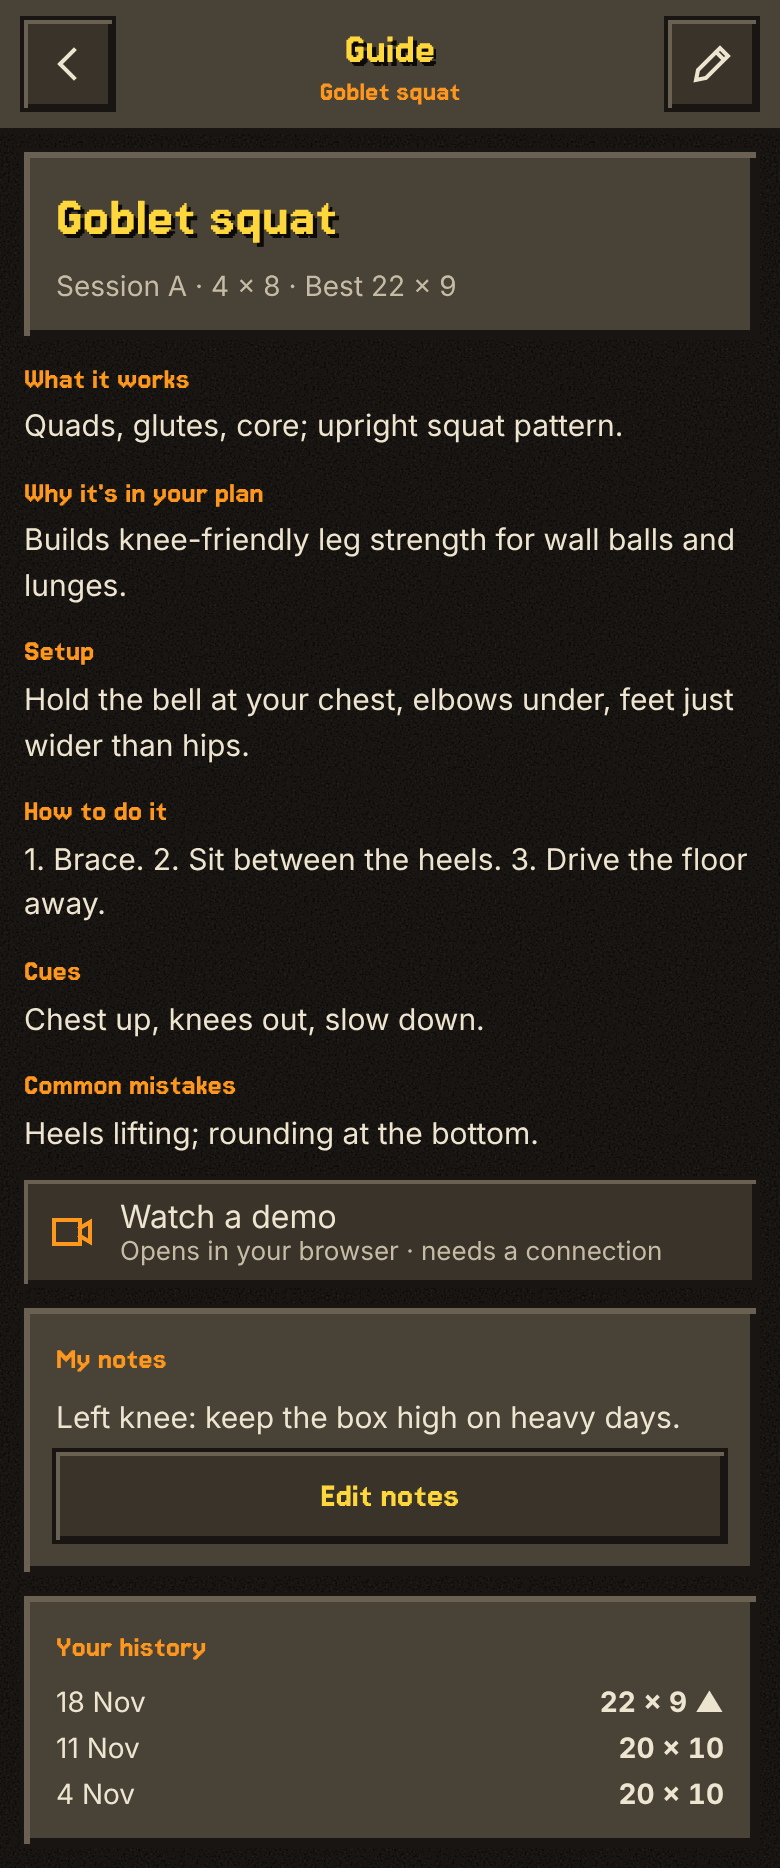 Guide
Goblet squat
Goblet squat
Session A · 4 × 8 · Best 22 × 9
What it works
Quads, glutes, core; upright squat pattern.
Why it's in your plan
Builds knee-friendly leg strength for wall balls and
lunges.
Setup
Hold the bell at your chest, elbows under, feet just
wider than hips.
How to do it
1. Brace. 2. Sit between the heels. 3. Drive the floor
away.
Cues
Chest up, knees out, slow down.
Common mistakes
Heels lifting; rounding at the bottom.
Watch a demo
Opens in your browser · needs a connection
My notes
Left knee: keep the box high on heavy days.
Edit notes
Your history
18 Nov 22 × 9 ▲
11 Nov 20 × 10
4 Nov 20 × 10